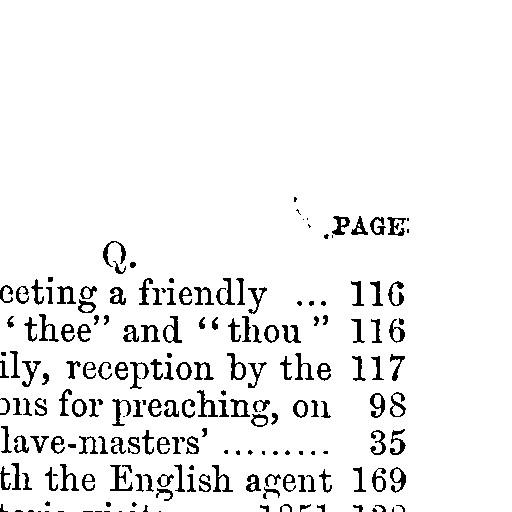 PAGE
Q.
eeting a friendly ... 116
‘thee” and “thou” 116
ily, reception by the 117
ons for preaching, on 98
lave-masters’ ......... 35
th the English agent 169